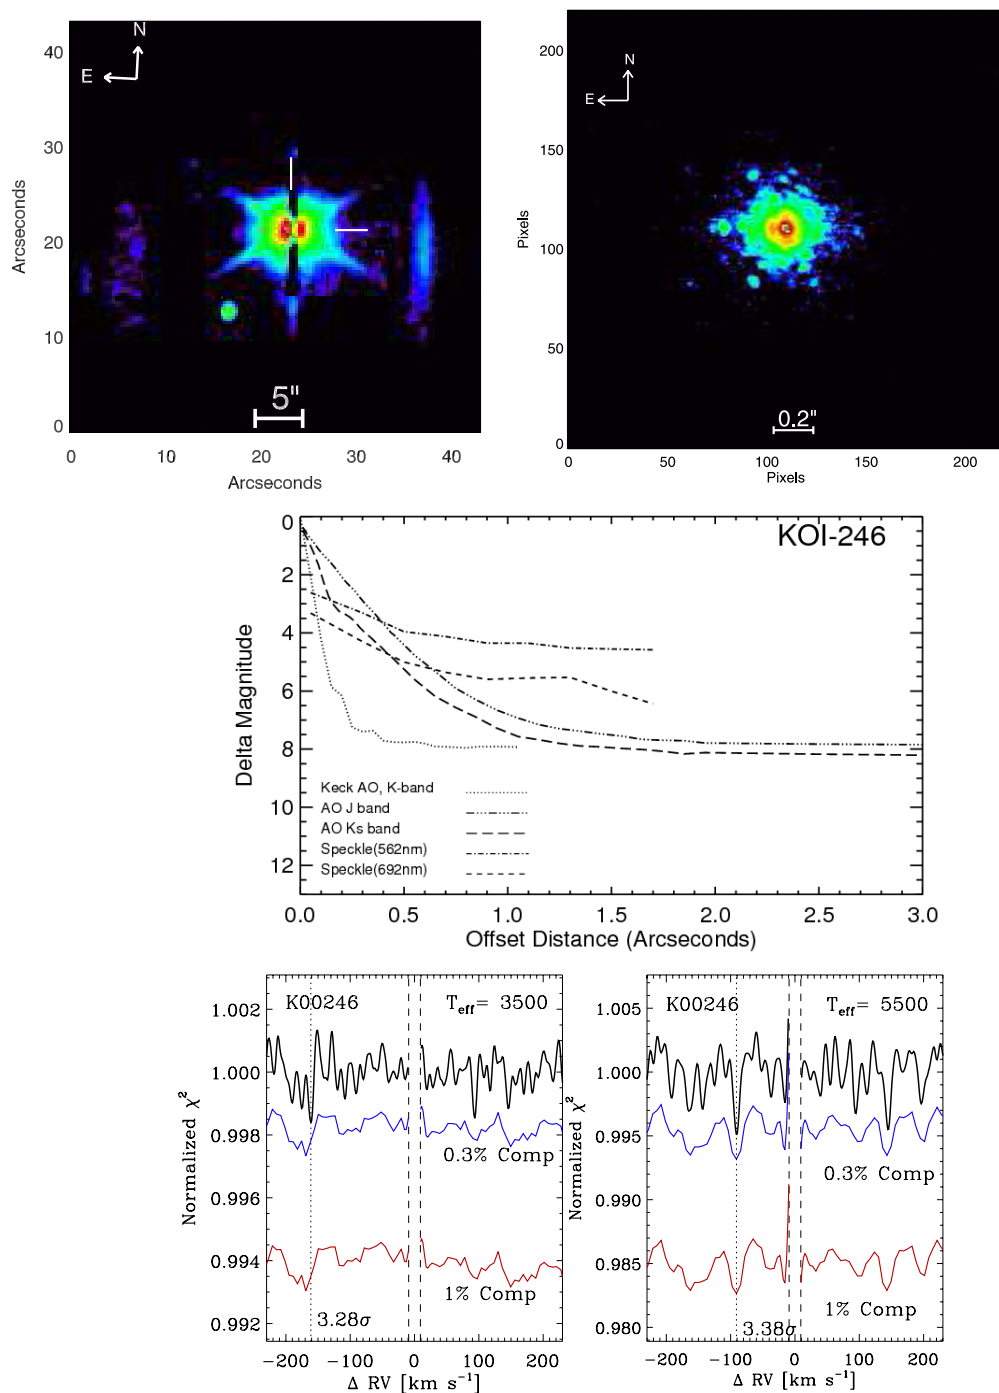 40
30
20
10
0
Arcseconds
N
E
5"
0
10
20
30
40
Arcseconds
200
150
100
50
0
Pixels
N
E
0.2"
0
50
100
150
200
Pixels
KOI-246
0
2
4
6
8
10
12
Delta Magnitude
Keck AO, K-band
AO J band
AO Ks band
Speckle(562nm)
Speckle(692nm)
0.0
0.5
1.0
1.5
2.0
2.5
3.0
Offset Distance (Arcseconds)
K00246
Teff= 3500
1.002
1.000
0.998
0.996
0.994
0.992
Normalized χ²
0.3% Comp
1% Comp
3.28σ
−200
−100
0
100
200
Δ RV [km s⁻¹]
K00246
Teff= 5500
1.005
1.000
0.995
0.990
0.985
0.980
Normalized χ²
0.3% Comp
1% Comp
3.38σ
−200
−100
0
100
200
Δ RV [km s⁻¹]